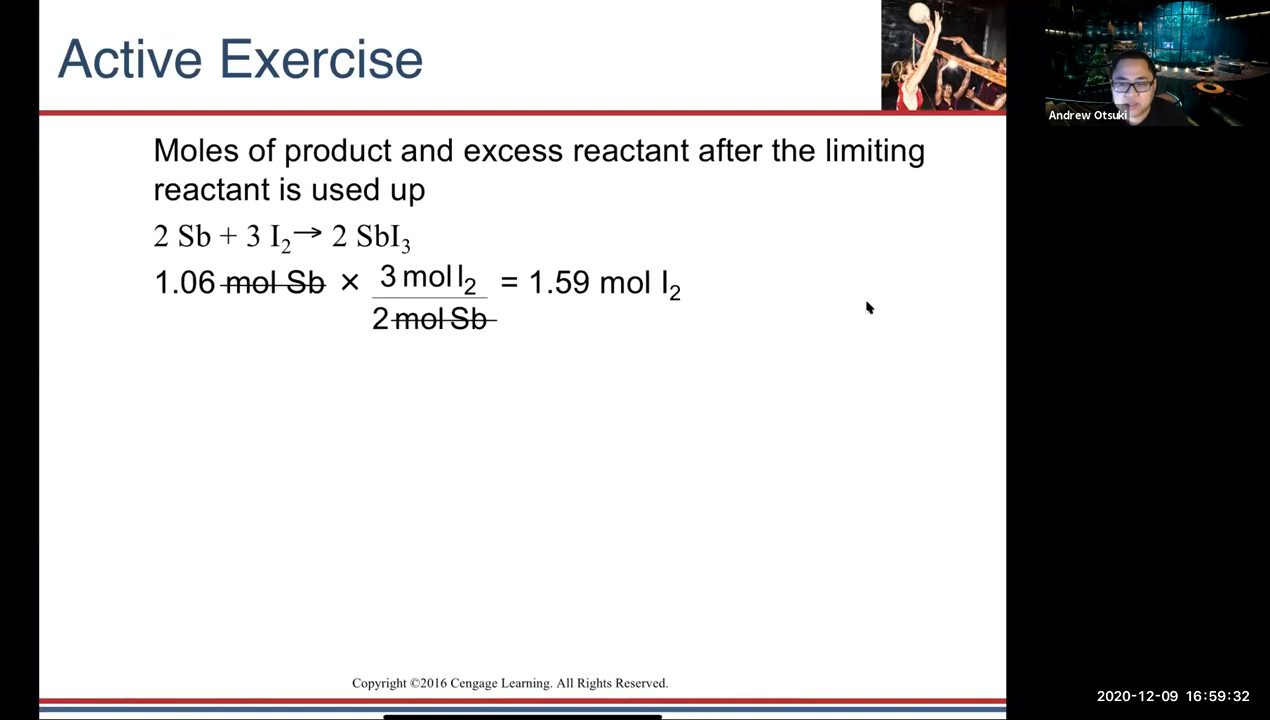 Active Exercise
Andrew Otsuki
Moles of product and excess reactant after the limiting
reactant is used up
2 Sb + 3 I₂ → 2 SbI₃
1.06 mol Sb × 3 mol I₂ / 2 mol Sb = 1.59 mol I₂
Copyright ©2016 Cengage Learning. All Rights Reserved.
2020-12-09 16:59:32